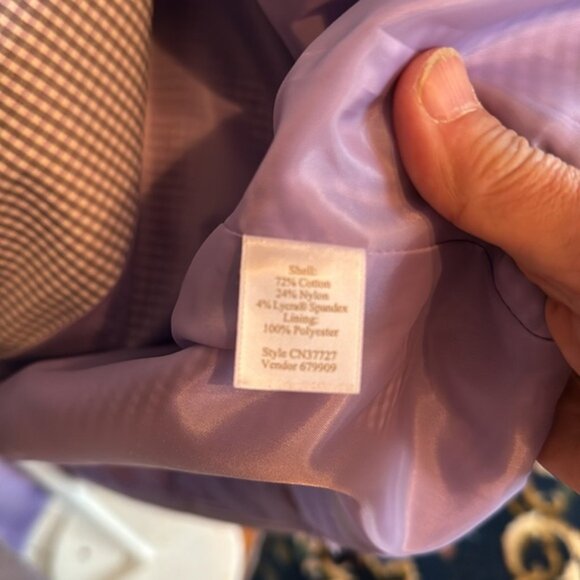 Shell:
72% Cotton
24% Nylon
4% Lycra® Spandex
Lining:
100% Polyester
Style CN37727
Vendor 679909